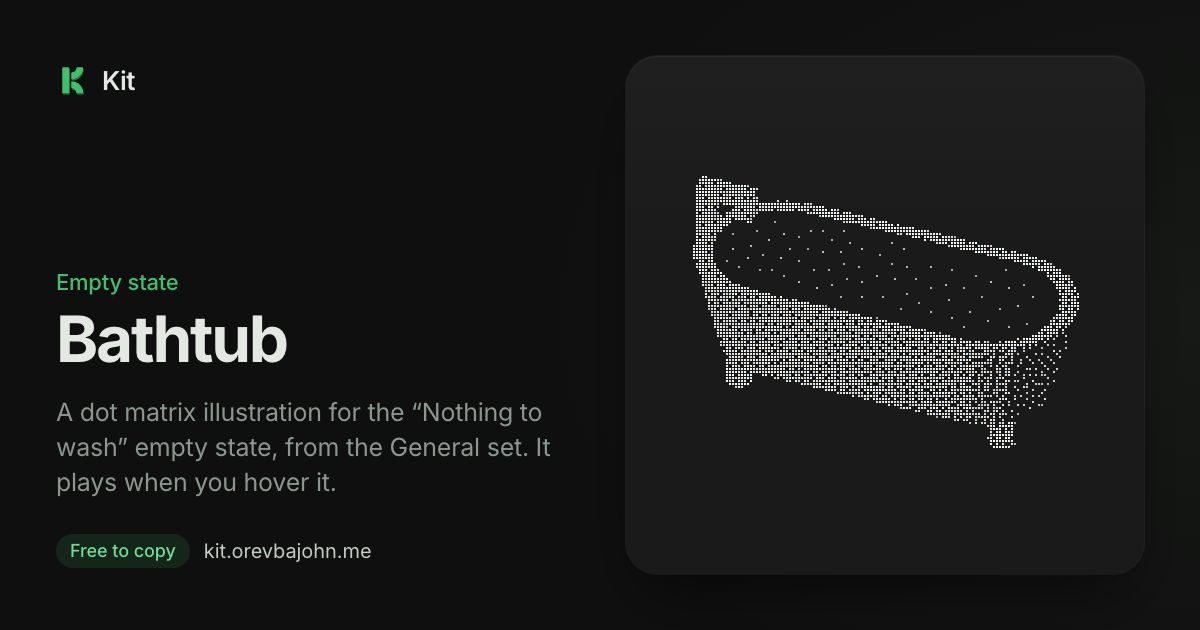 Kit
Empty state
Bathtub
A dot matrix illustration for the “Nothing to
wash” empty state, from the General set. It
plays when you hover it.
Free to copy
kit.orevbajohn.me